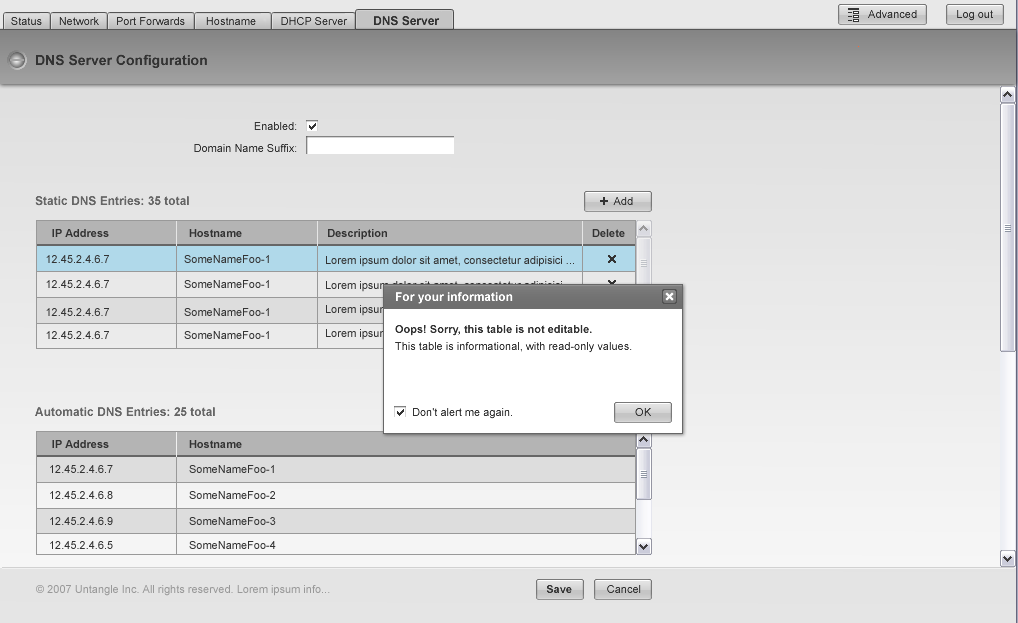 Status Network Port Forwards Hostname DHCP Server DNS Server Advanced Log out
DNS Server Configuration
Enabled:
Domain Name Suffix:
Static DNS Entries: 35 total + Add
IP Address Hostname Description Delete
12.45.2.4.6.7 SomeNameFoo-1 Lorem ipsum dolor sit amet, consectetur adipisici ...
12.45.2.4.6.7 SomeNameFoo-1 Lorem ipsum dolor sit amet, consectetur adipisici
12.45.2.4.6.7 SomeNameFoo-1 Lorem ipsu
12.45.2.4.6.7 SomeNameFoo-1 Lorem ipsu
For your information
Oops! Sorry, this table is not editable.
This table is informational, with read-only values.
Don't alert me again. OK
Automatic DNS Entries: 25 total
IP Address Hostname
12.45.2.4.6.7 SomeNameFoo-1
12.45.2.4.6.8 SomeNameFoo-2
12.45.2.4.6.9 SomeNameFoo-3
12.45.2.4.6.5 SomeNameFoo-4
© 2007 Untangle Inc. All rights reserved. Lorem ipsum info... Save Cancel